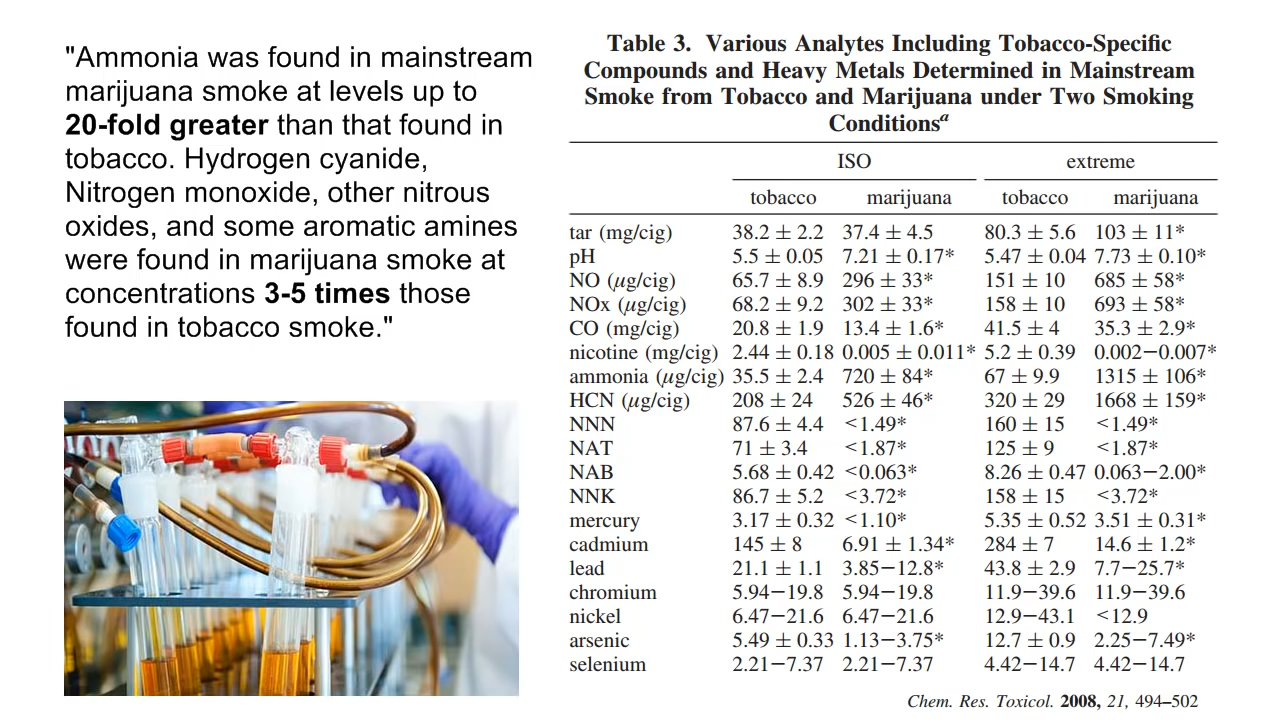 "Ammonia was found in mainstream
marijuana smoke at levels up to
20-fold greater than that found in
tobacco. Hydrogen cyanide,
Nitrogen monoxide, other nitrous
oxides, and some aromatic amines
were found in marijuana smoke at
concentrations 3-5 times those
found in tobacco smoke."
Table 3. Various Analytes Including Tobacco-Specific
Compounds and Heavy Metals Determined in Mainstream
Smoke from Tobacco and Marijuana under Two Smoking
Conditionsa
ISO extreme
tobacco marijuana tobacco marijuana
tar (mg/cig) 38.2 ± 2.2 37.4 ± 4.5 80.3 ± 5.6 103 ± 11*
pH 5.5 ± 0.05 7.21 ± 0.17* 5.47 ± 0.04 7.73 ± 0.10*
NO (µg/cig) 65.7 ± 8.9 296 ± 33* 151 ± 10 685 ± 58*
NOx (µg/cig) 68.2 ± 9.2 302 ± 33* 158 ± 10 693 ± 58*
CO (mg/cig) 20.8 ± 1.9 13.4 ± 1.6* 41.5 ± 4 35.3 ± 2.9*
nicotine (mg/cig) 2.44 ± 0.18 0.005 ± 0.011* 5.2 ± 0.39 0.002−0.007*
ammonia (µg/cig) 35.5 ± 2.4 720 ± 84* 67 ± 9.9 1315 ± 106*
HCN (µg/cig) 208 ± 24 526 ± 46* 320 ± 29 1668 ± 159*
NNN 87.6 ± 4.4 <1.49* 160 ± 15 <1.49*
NAT 71 ± 3.4 <1.87* 125 ± 9 <1.87*
NAB 5.68 ± 0.42 <0.063* 8.26 ± 0.47 0.063−2.00*
NNK 86.7 ± 5.2 <3.72* 158 ± 15 <3.72*
mercury 3.17 ± 0.32 <1.10* 5.35 ± 0.52 3.51 ± 0.31*
cadmium 145 ± 8 6.91 ± 1.34* 284 ± 7 14.6 ± 1.2*
lead 21.1 ± 1.1 3.85−12.8* 43.8 ± 2.9 7.7−25.7*
chromium 5.94−19.8 5.94−19.8 11.9−39.6 11.9−39.6
nickel 6.47−21.6 6.47−21.6 12.9−43.1 <12.9
arsenic 5.49 ± 0.33 1.13−3.75* 12.7 ± 0.9 2.25−7.49*
selenium 2.21−7.37 2.21−7.37 4.42−14.7 4.42−14.7
Chem. Res. Toxicol. 2008, 21, 494–502